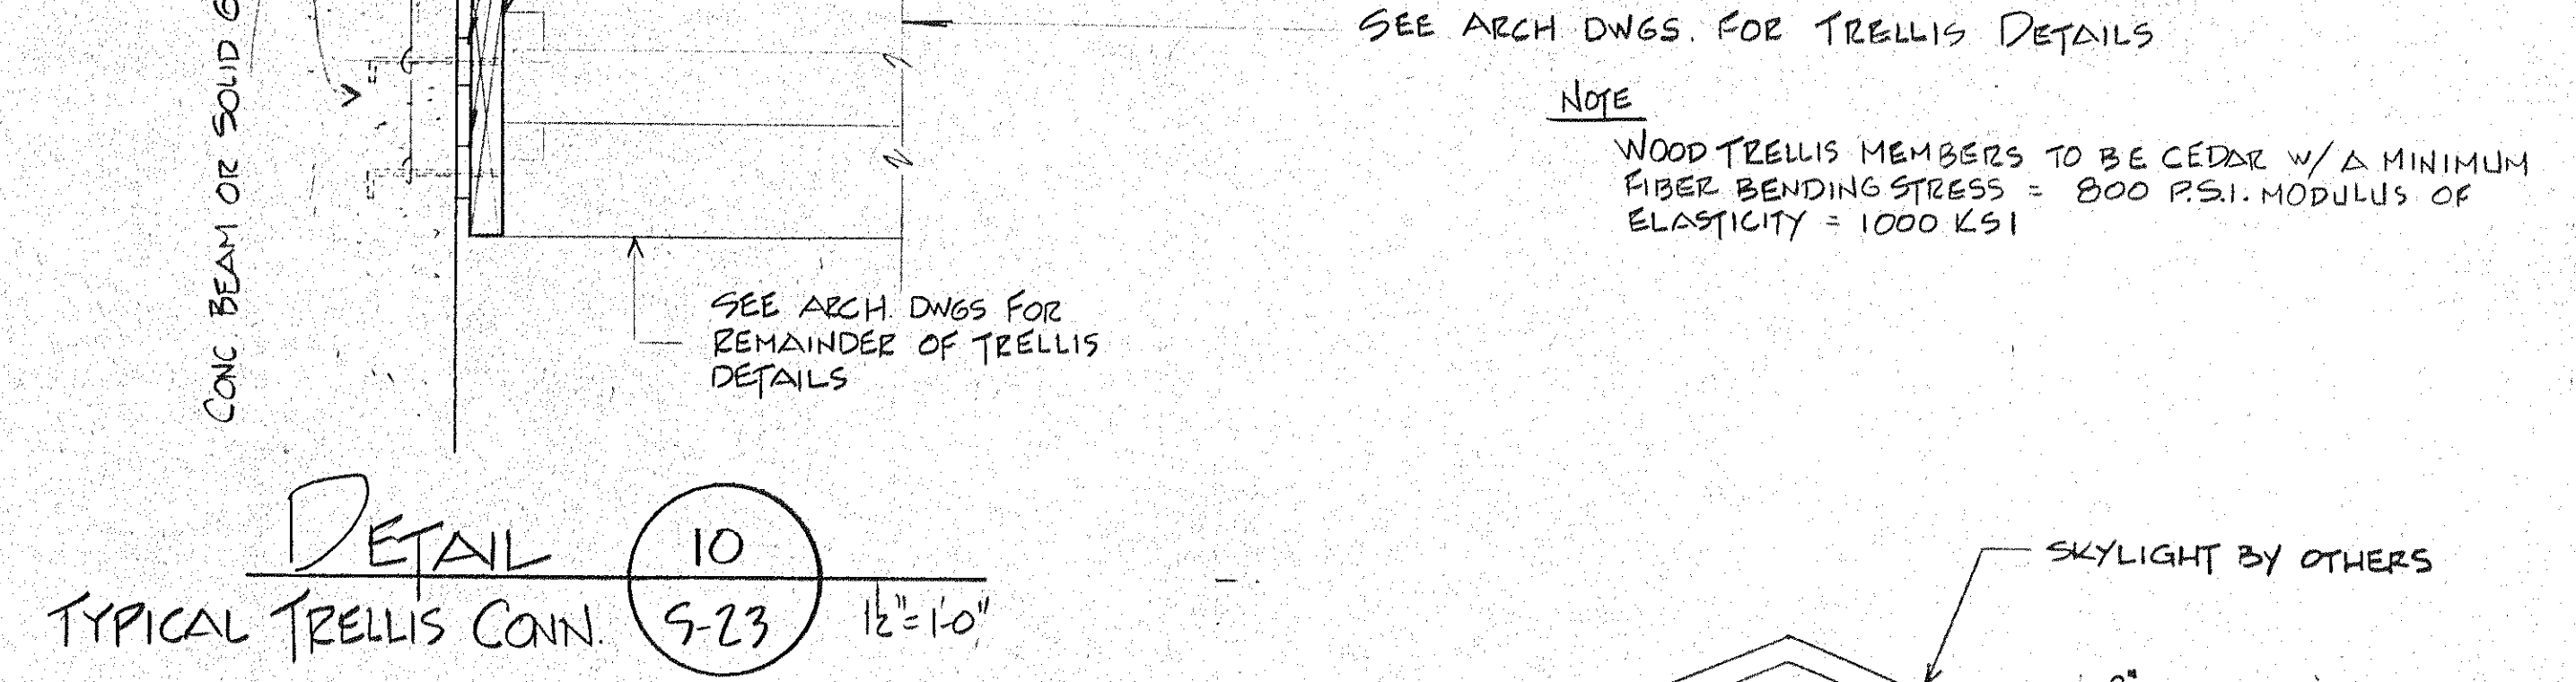 CONC. BEAM OR SOLID
SEE ARCH DWGS. FOR TRELLIS DETAILS
NOTE
WOOD TRELLIS MEMBERS TO BE CEDAR W/ A MINIMUM
FIBER BENDING STRESS = 800 P.S.I. MODULUS OF
ELASTICITY = 1000 KSI
SEE ARCH. DWGS FOR
REMAINDER OF TRELLIS
DETAILS
DETAIL
10
TYPICAL TRELLIS CONN.
S-23
1½"=1'-0"
SKYLIGHT BY OTHERS